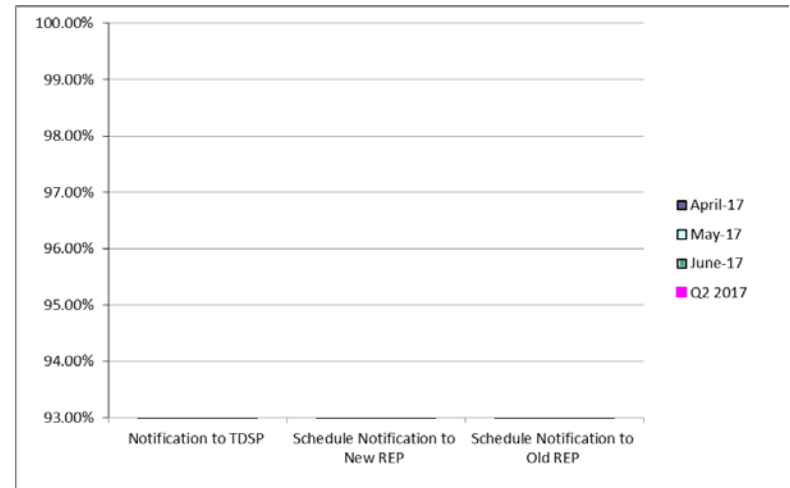 100.00%
99.00%
98.00%
97.00%
96.00%
95.00%
94.00%
93.00%
Notification to TDSP
Schedule Notification to
New REP
Schedule Notification to
Old REP
April-17
May-17
June-17
Q2 2017